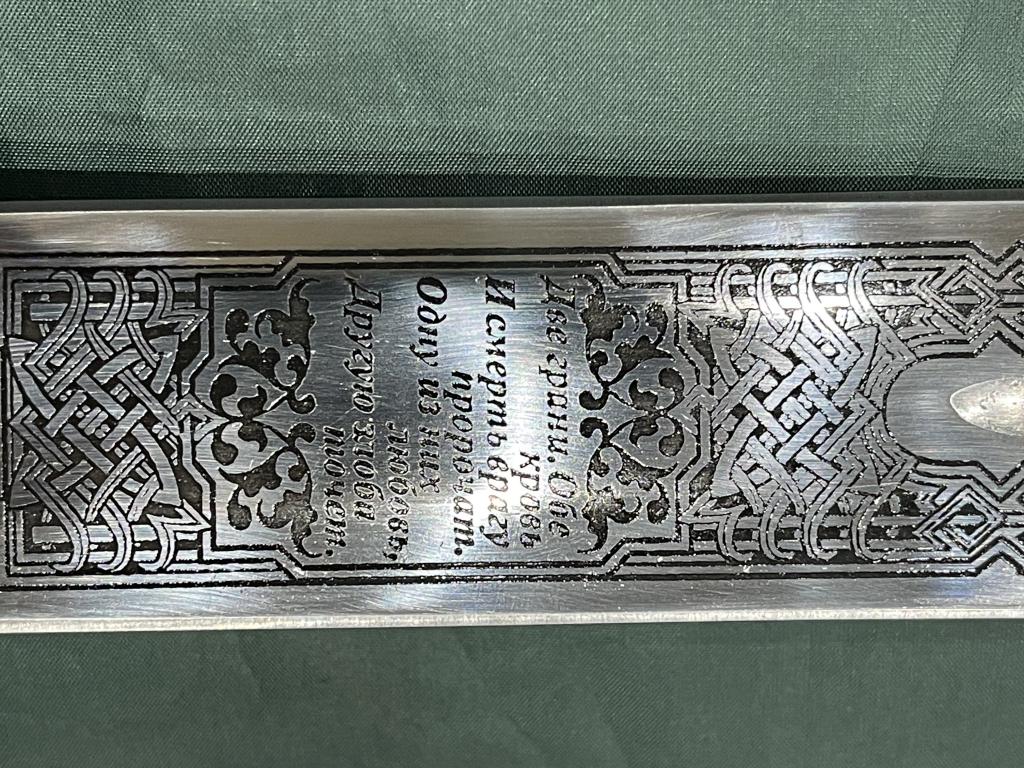 Две грани. Обе
кровь
И смерть врагу
пророчат.
Одну из них
любовь,
Другую злоба
точит.